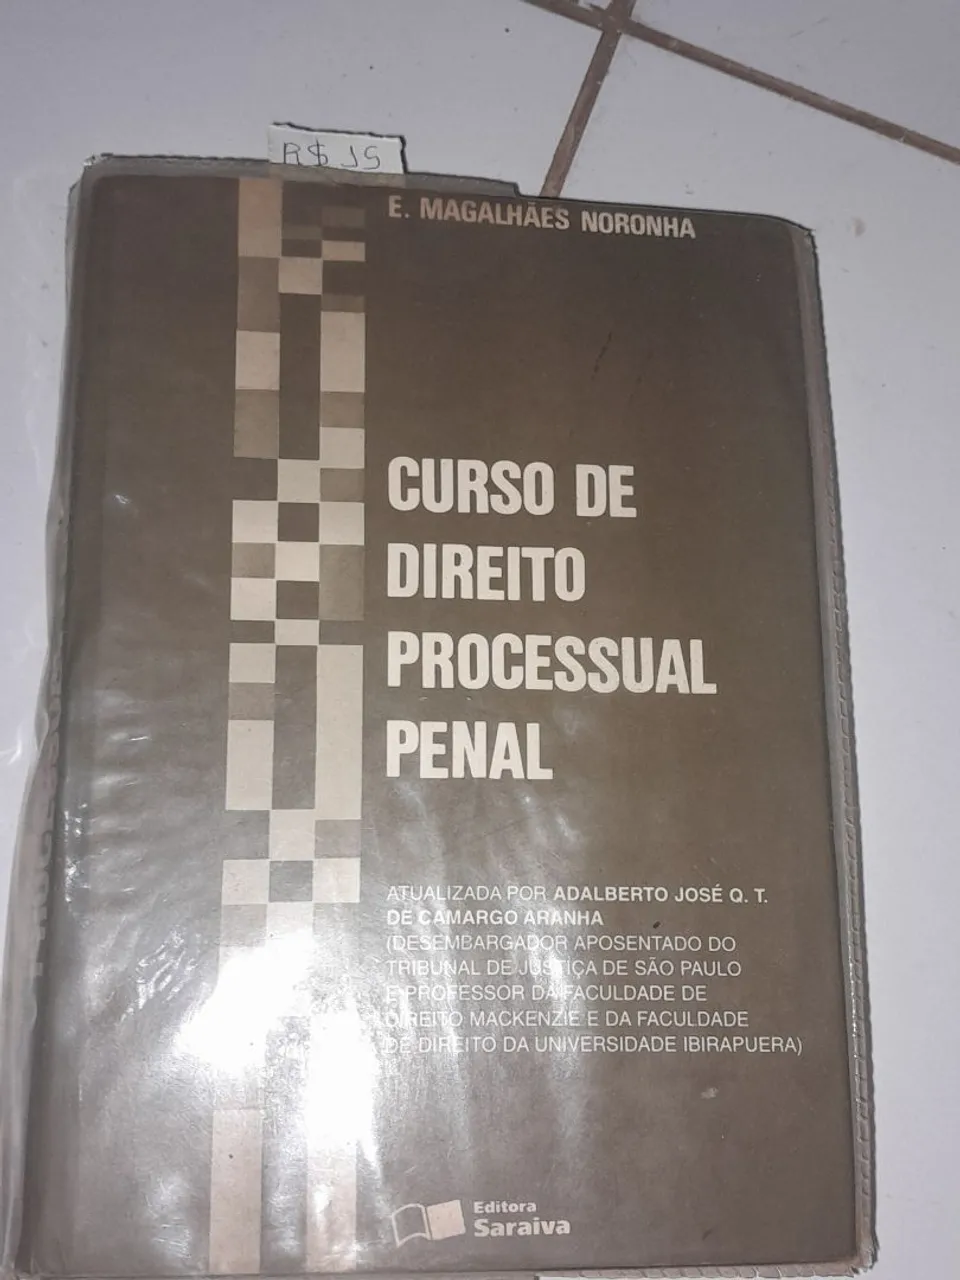 R$ 15
E. MAGALHÃES NORONHA
CURSO DE
DIREITO
PROCESSUAL
PENAL
ATUALIZADA POR ADALBERTO JOSÉ Q. T.
DE CAMARGO ARANHA
(DESEMBARGADOR APOSENTADO DO
TRIBUNAL DE JUSTIÇA DE SÃO PAULO
E PROFESSOR DA FACULDADE DE
DIREITO MACKENZIE E DA FACULDADE
DE DIREITO DA UNIVERSIDADE IBIRAPUERA)
Editora
Saraiva